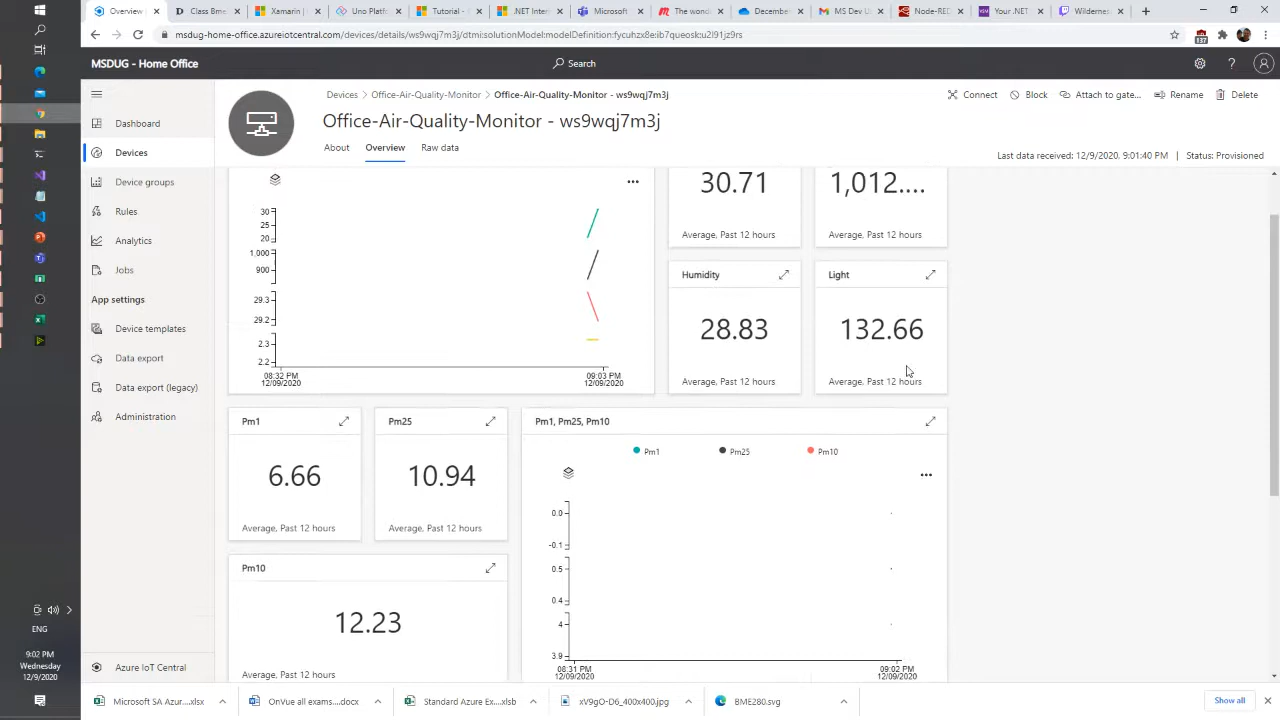 Overview
Class Bme
Xamarin |
Uno Platfo
Tutorial -
.NET Inter
Microsoft
The wond
December
MS Dev U
Node-RED
Your .NET
Wildernes
msdug-home-office.azureiotcentral.com/devices/details/ws9wqj7m3j/dtmi:solutionModel:modelDefinition:fycuhzx8e:ib7queosk:u2l91jz9rs
137
MSDUG - Home Office
Search
Devices > Office-Air-Quality-Monitor > Office-Air-Quality-Monitor - ws9wqj7m3j
Connect
Block
Attach to gate...
Rename
Delete
Office-Air-Quality-Monitor - ws9wqj7m3j
About
Overview
Raw data
Last data received: 12/9/2020, 9:01:40 PM | Status: Provisioned
Dashboard
Devices
Device groups
Rules
Analytics
Jobs
App settings
Device templates
Data export
Data export (legacy)
Administration
Azure IoT Central
30
25
20
1,000
900
29.3
29.2
2.3
2.2
08:32 PM
12/09/2020
09:03 PM
12/09/2020
30.71
Average, Past 12 hours
1,012....
Average, Past 12 hours
Humidity
28.83
Average, Past 12 hours
Light
132.66
Average, Past 12 hours
Pm1
6.66
Average, Past 12 hours
Pm25
10.94
Average, Past 12 hours
Pm1, Pm25, Pm10
Pm1
Pm25
Pm10
0.0
-0.1
0.5
0.4
4
3.9
08:31 PM
12/09/2020
09:02 PM
12/09/2020
Pm10
12.23
Average, Past 12 hours
ENG
9:02 PM
Wednesday
12/9/2020
Microsoft SA Azur....xlsx
OnVue all exams....docx
Standard Azure Ex....xlsb
xV9gO-D6_400x400.jpg
BME280.svg
Show all